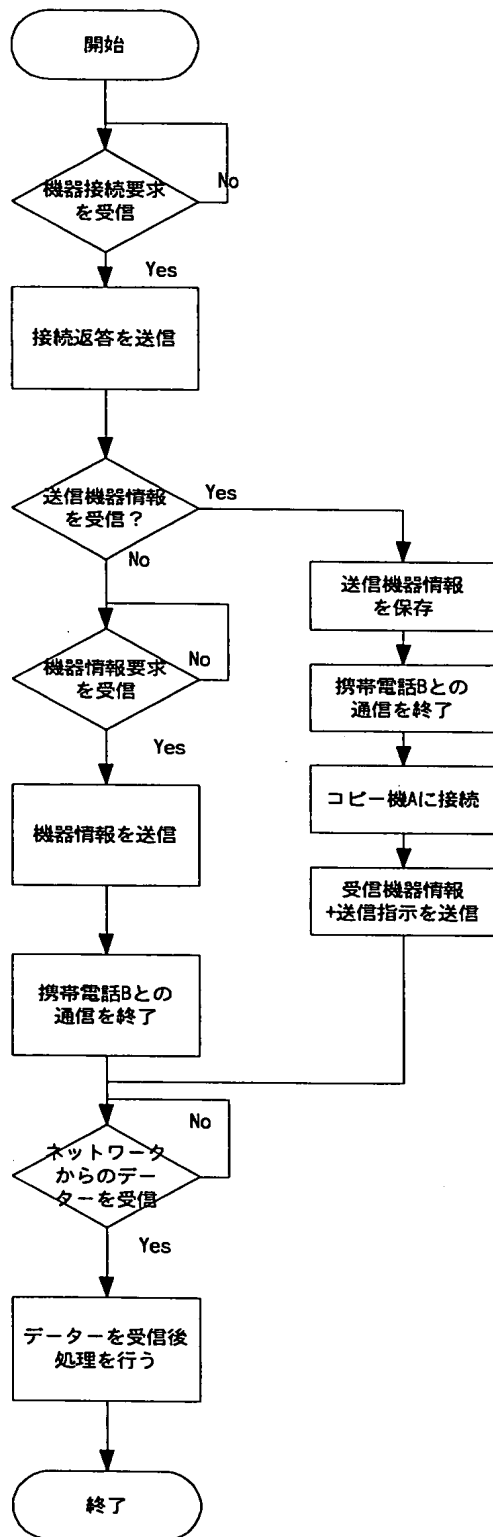 開始
機器接続要求
を受信
No
Yes
接続返答を送信
送信機器情報
を受信?
Yes
No
送信機器情報
を保存
機器情報要求
を受信
No
携帯電話Bとの
通信を終了
Yes
コピー機Aに接続
機器情報を送信
受信機器情報
+送信指示を送信
携帯電話Bとの
通信を終了
No
ネットワーク
からのデー
ターを受信
Yes
データーを受信後
処理を行う
終了